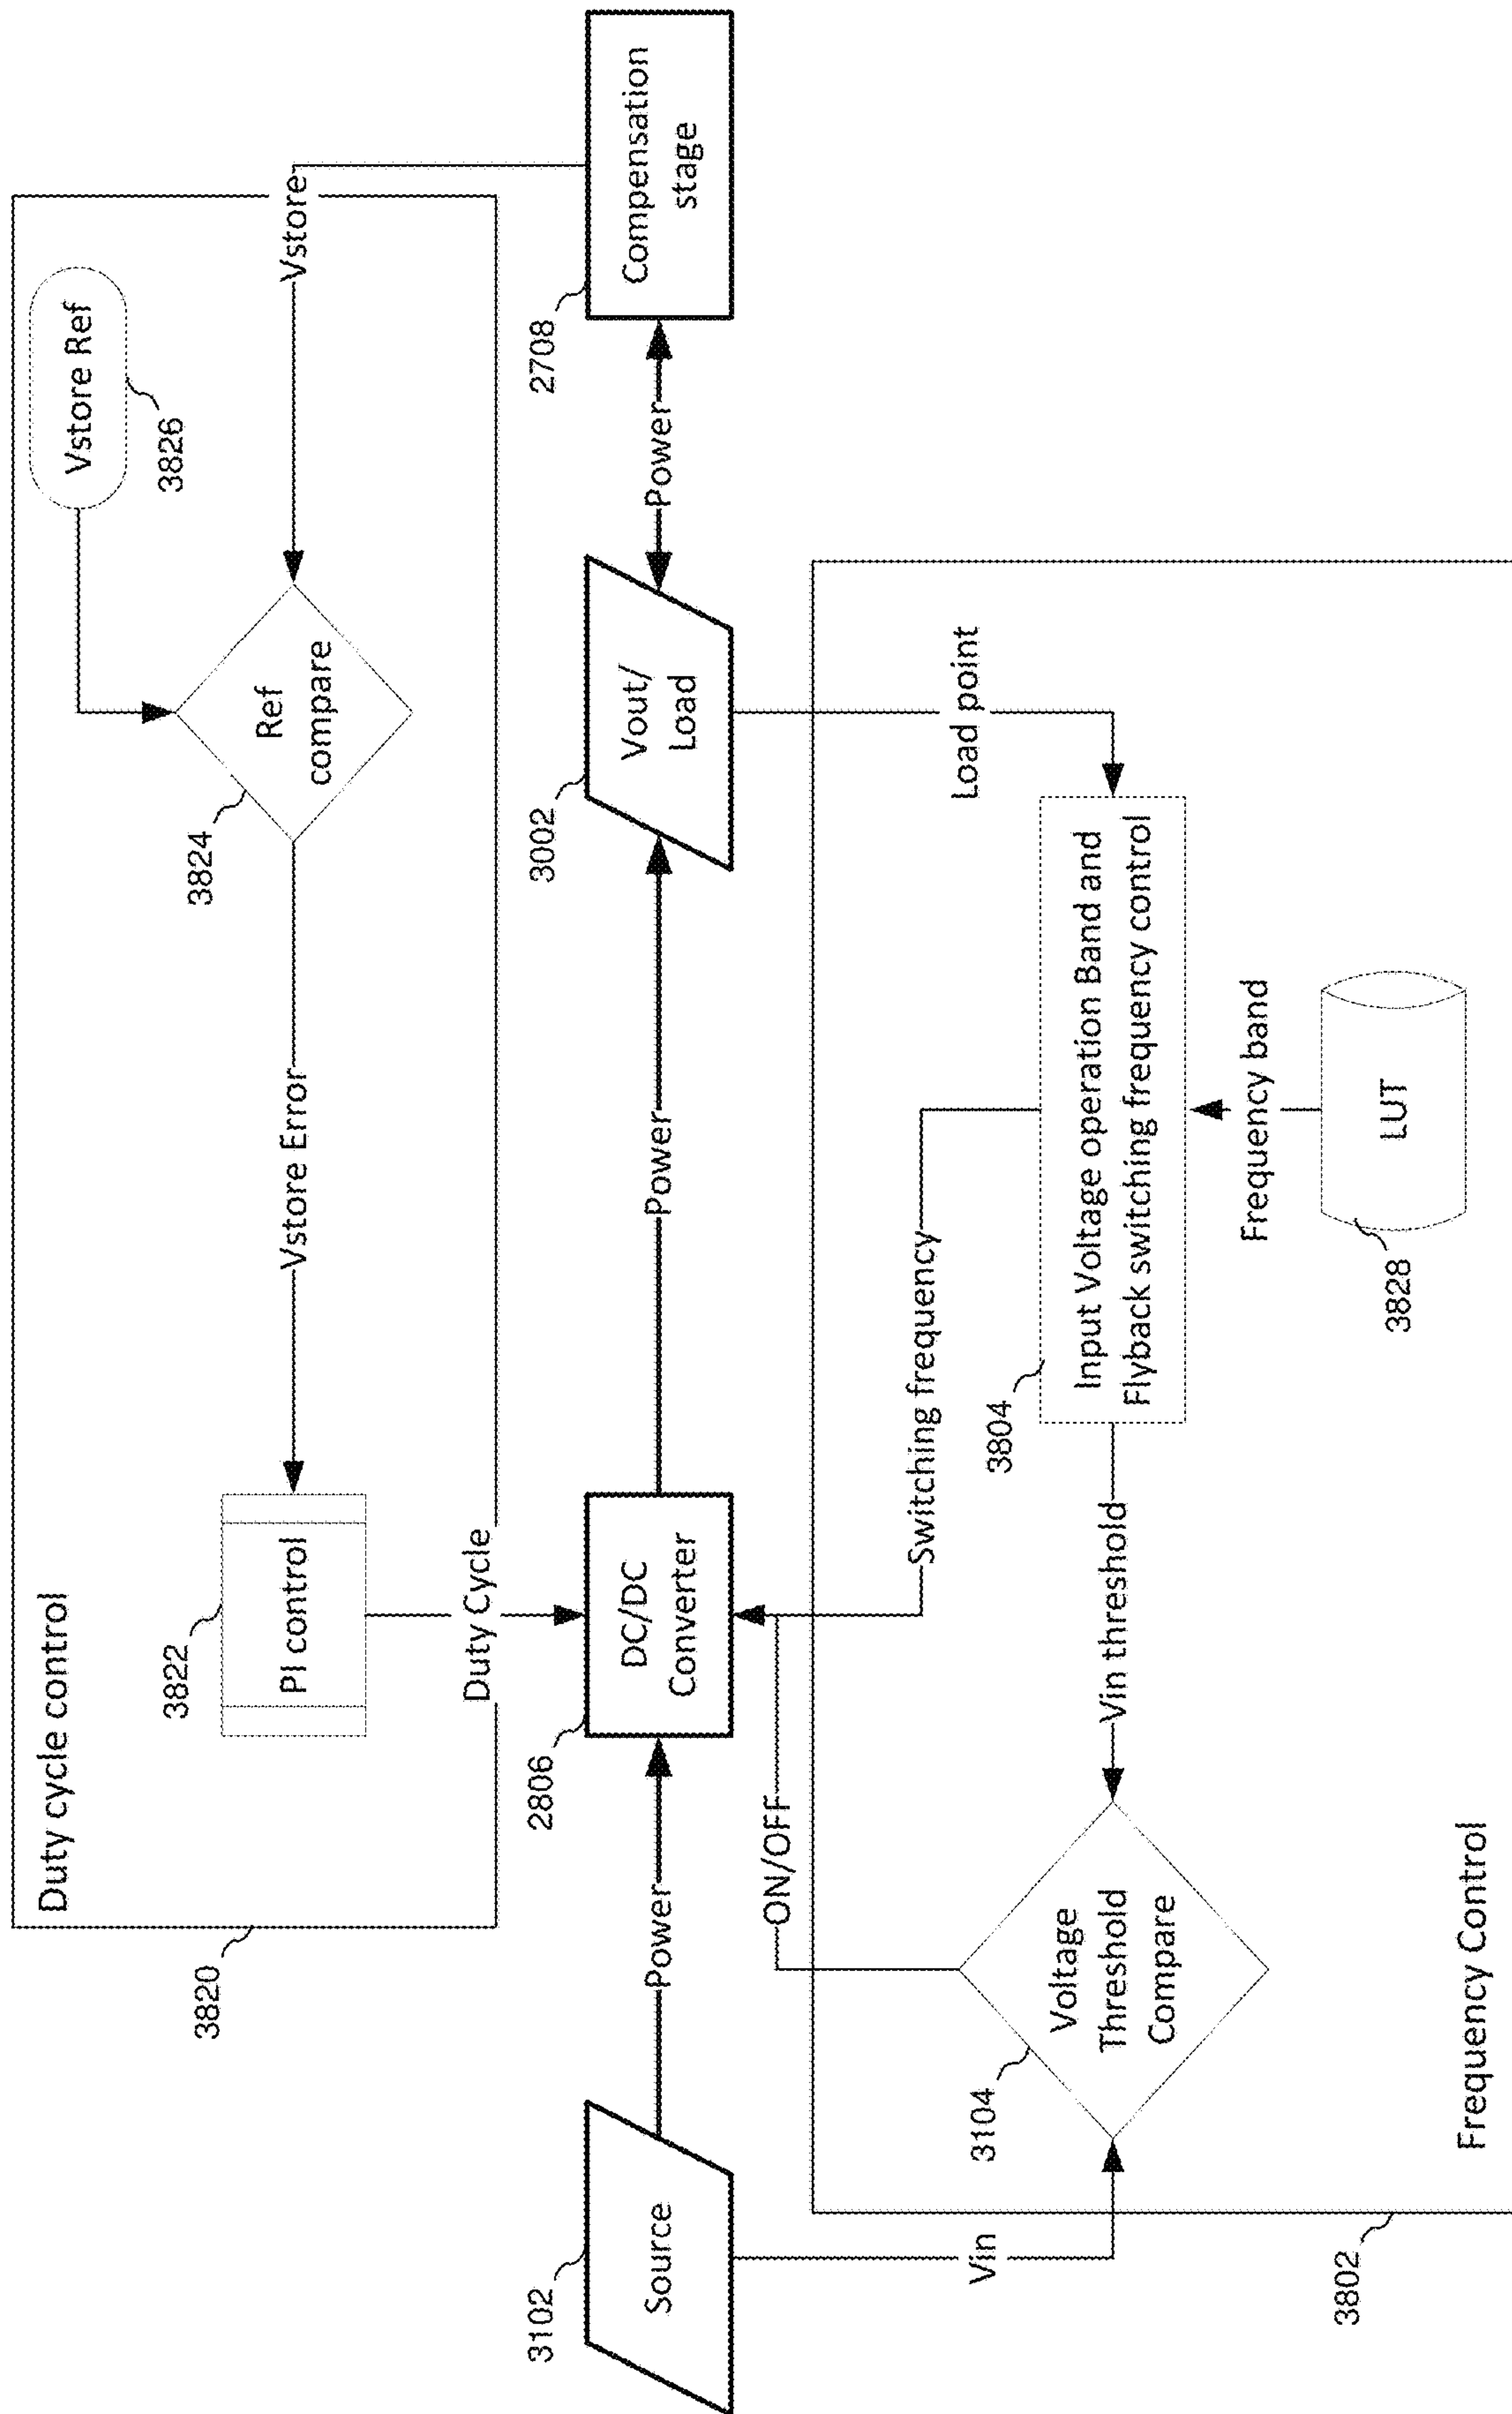 Duty cycle control
3820
3822
PI control
Vstore Error
3824
Ref
compare
Vstore Ref
3826
Vstore
Duty Cycle
3102
Source
Power
2806
DC/DC
Converter
Power
3002
Vout/
Load
Power
2708
Compensation
stage
ON/OFF
Switching frequency
Load point
Vin
3104
Voltage
Threshold
Compare
Vin threshold
3804
Input Voltage operation Band and
Flyback switching frequency control
Frequency band
3828
LUT
3802
Frequency Control